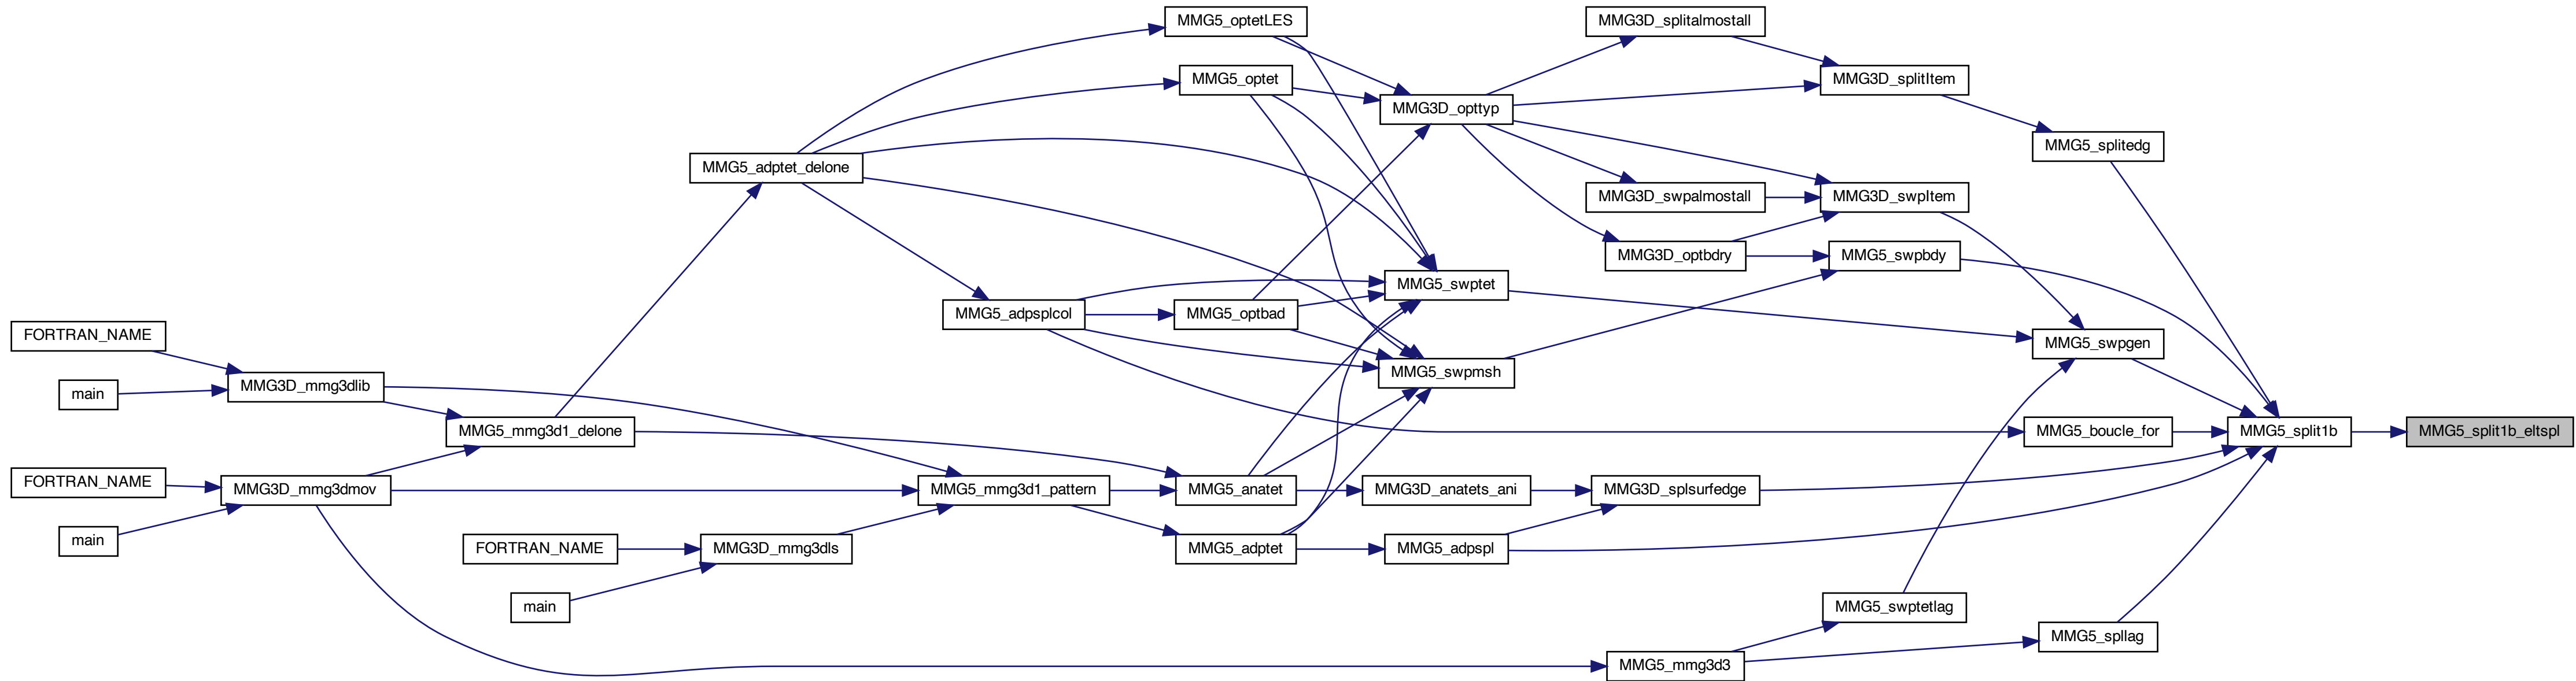 MMG5_optetLES
MMG3D_splitalmostall
MMG5_optet
MMG3D_splitItem
MMG3D_opttyp
MMG5_splitedg
MMG5_adptet_delone
MMG3D_swpalmostall
MMG3D_swpItem
MMG3D_optbdry
MMG5_swpbdy
MMG5_swptet
MMG5_adpsplcol
MMG5_optbad
FORTRAN_NAME
MMG5_swpgen
MMG5_swpmsh
main
MMG3D_mmg3dlib
MMG5_mmg3d1_delone
MMG5_boucle_for
MMG5_split1b
MMG5_split1b_eltspl
FORTRAN_NAME
MMG3D_mmg3dmov
MMG5_mmg3d1_pattern
MMG5_anatet
MMG3D_anatets_ani
MMG3D_splsurfedge
main
FORTRAN_NAME
MMG3D_mmg3dls
MMG5_adptet
MMG5_adpspl
main
MMG5_swptetlag
MMG5_spllag
MMG5_mmg3d3